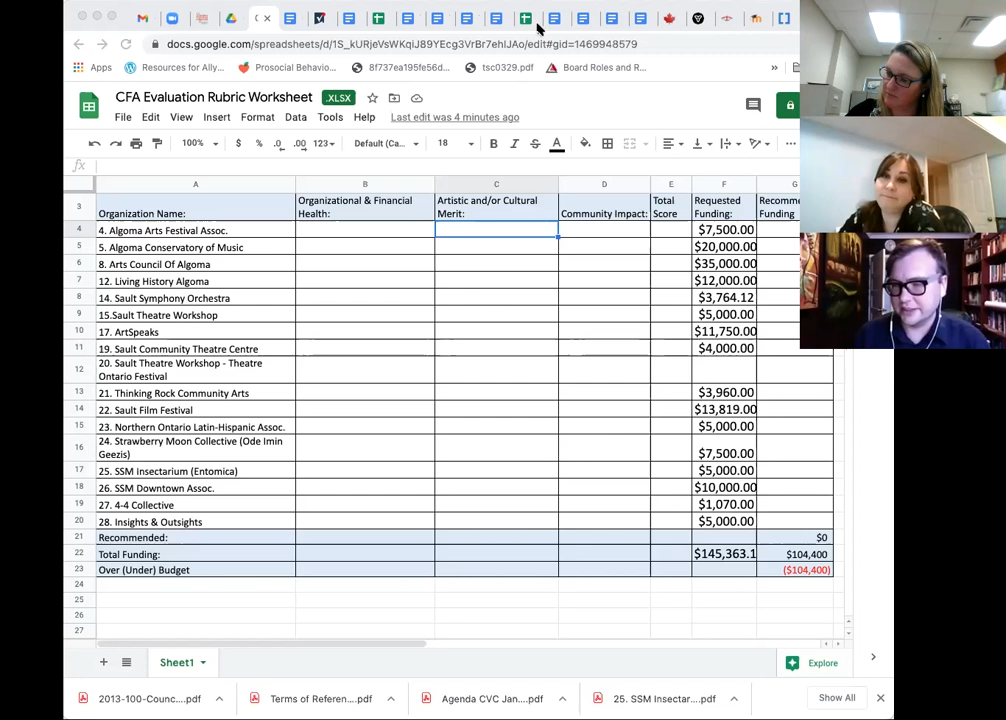 docs.google.com/spreadsheets/d/1S_kURjeVsWKqiJ89YEcg3VrBr7ehlJAo/edit#gid=1469948579
Apps Resources for Ally... Prosocial Behavio... 8f737ea195fe56d... tsc0329.pdf Board Roles and R... »
CFA Evaluation Rubric Worksheet .XLSX
File Edit View Insert Format Data Tools Help Last edit was 4 minutes ago
100% $ % .0 .00 123 Default (Ca... 18 B I S A
fx
A B C D E F G
3 Organization Name: Organizational & Financial Health: Artistic and/or Cultural Merit: Community Impact: Total Score Requested Funding: Recomme Funding
4 4. Algoma Arts Festival Assoc. $7,500.00
5 5. Algoma Conservatory of Music $20,000.00
6 8. Arts Council Of Algoma $35,000.00
7 12. Living History Algoma $12,000.00
8 14. Sault Symphony Orchestra $3,764.12
9 15.Sault Theatre Workshop $5,000.00
10 17. ArtSpeaks $11,750.00
11 19. Sault Community Theatre Centre $4,000.00
12 20. Sault Theatre Workshop - Theatre Ontario Festival
13 21. Thinking Rock Community Arts $3,960.00
14 22. Sault Film Festival $13,819.00
15 23. Northern Ontario Latin-Hispanic Assoc. $5,000.00
16 24. Strawberry Moon Collective (Ode Imin Geezis) $7,500.00
17 25. SSM Insectarium (Entomica) $5,000.00
18 26. SSM Downtown Assoc. $10,000.00
19 27. 4-4 Collective $1,070.00
20 28. Insights & Outsights $5,000.00
21 Recommended: $0
22 Total Funding: $145,363.1 $104,400
23 Over (Under) Budget ($104,400)
24
25
26
27
Sheet1 Explore
2013-100-Counc....pdf Terms of Referen....pdf Agenda CVC Jan....pdf 25. SSM Insectar....pdf Show All